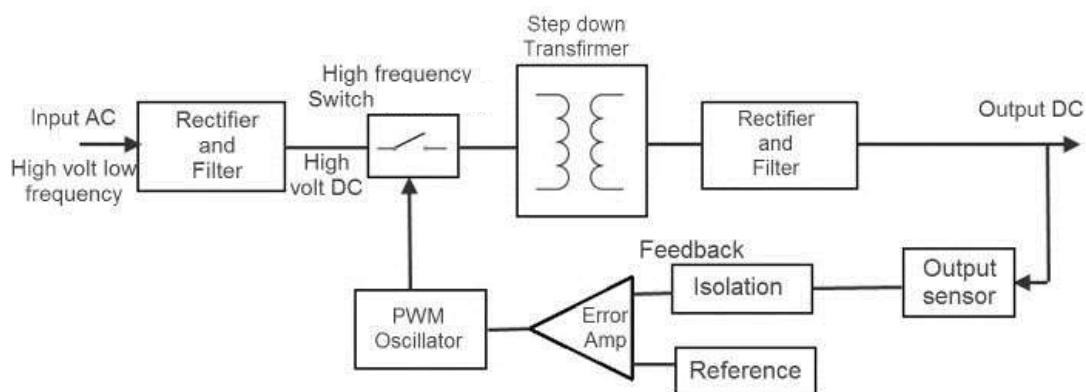 Step down
Transfirmer
High frequency
Switch
Input AC
High volt low
frequency
Rectifier
and
Filter
High
volt DC
Rectifier
and
Filter
Output DC
Feedback
Isolation
Output
sensor
PWM
Oscillator
Error
Amp
Reference